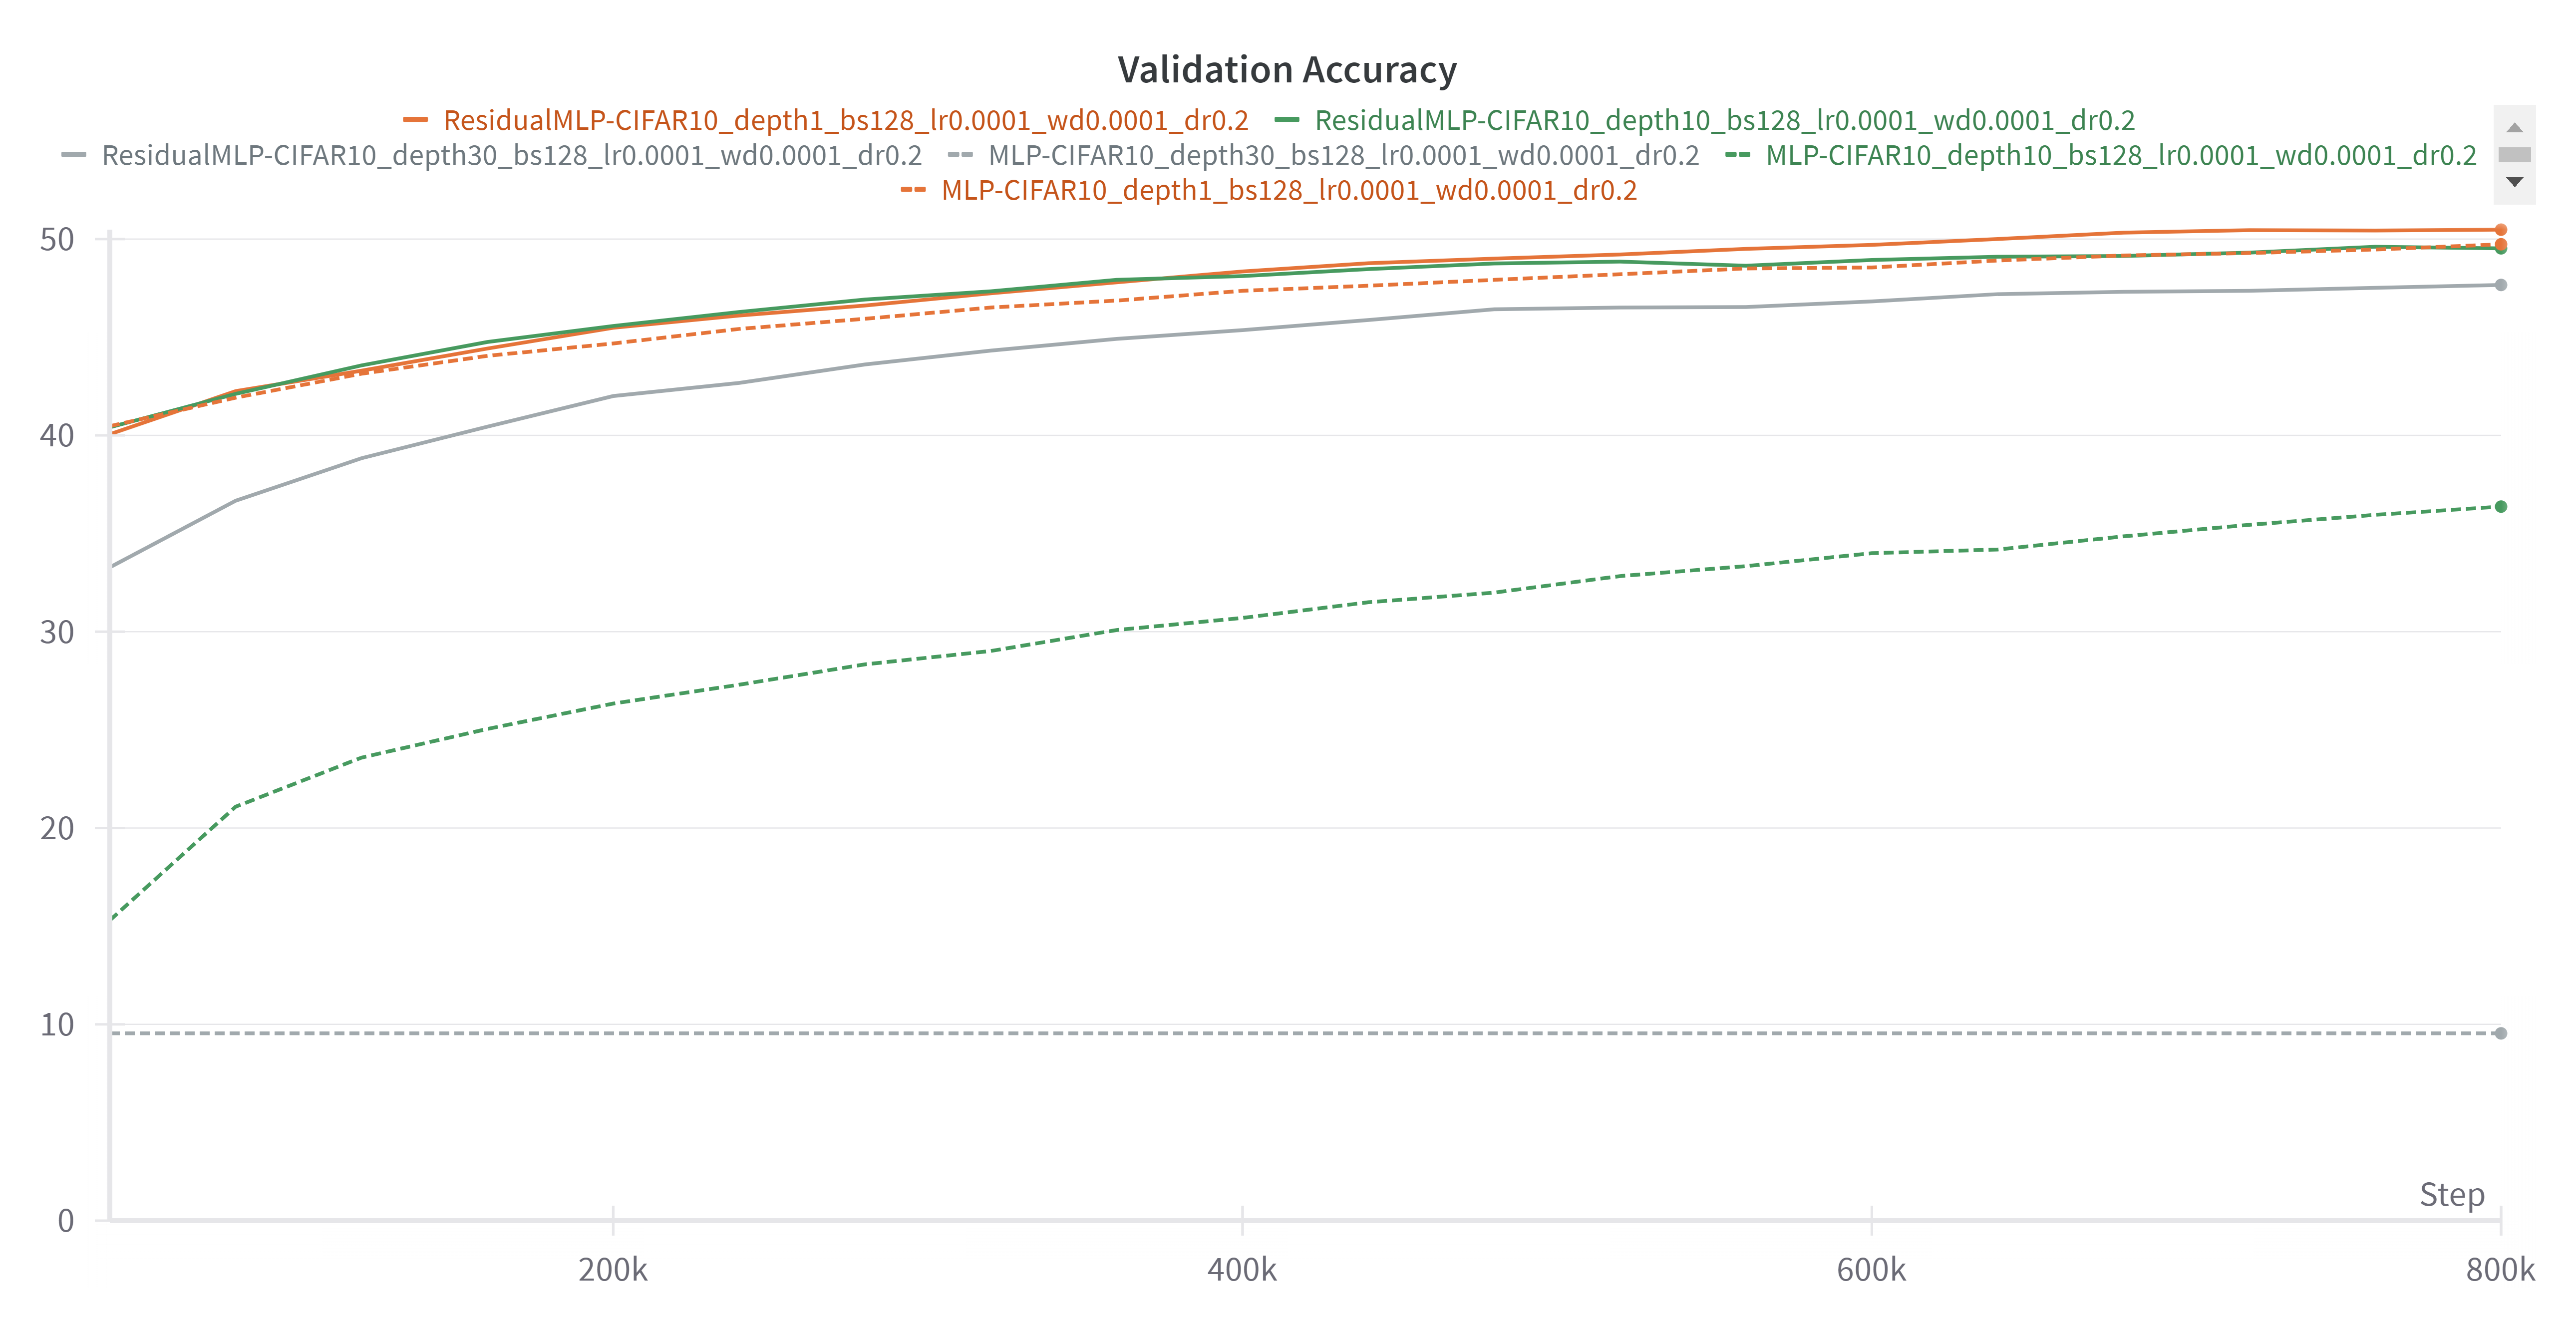 Validation Accuracy
ResidualMLP-CIFAR10_depth1_bs128_lr0.0001_wd0.0001_dr0.2 ResidualMLP-CIFAR10_depth10_bs128_lr0.0001_wd0.0001_dr0.2
ResidualMLP-CIFAR10_depth30_bs128_lr0.0001_wd0.0001_dr0.2 MLP-CIFAR10_depth30_bs128_lr0.0001_wd0.0001_dr0.2 MLP-CIFAR10_depth10_bs128_lr0.0001_wd0.0001_dr0.2
MLP-CIFAR10_depth1_bs128_lr0.0001_wd0.0001_dr0.2
50
40
30
20
10
0
Step
200k 400k 600k 800k